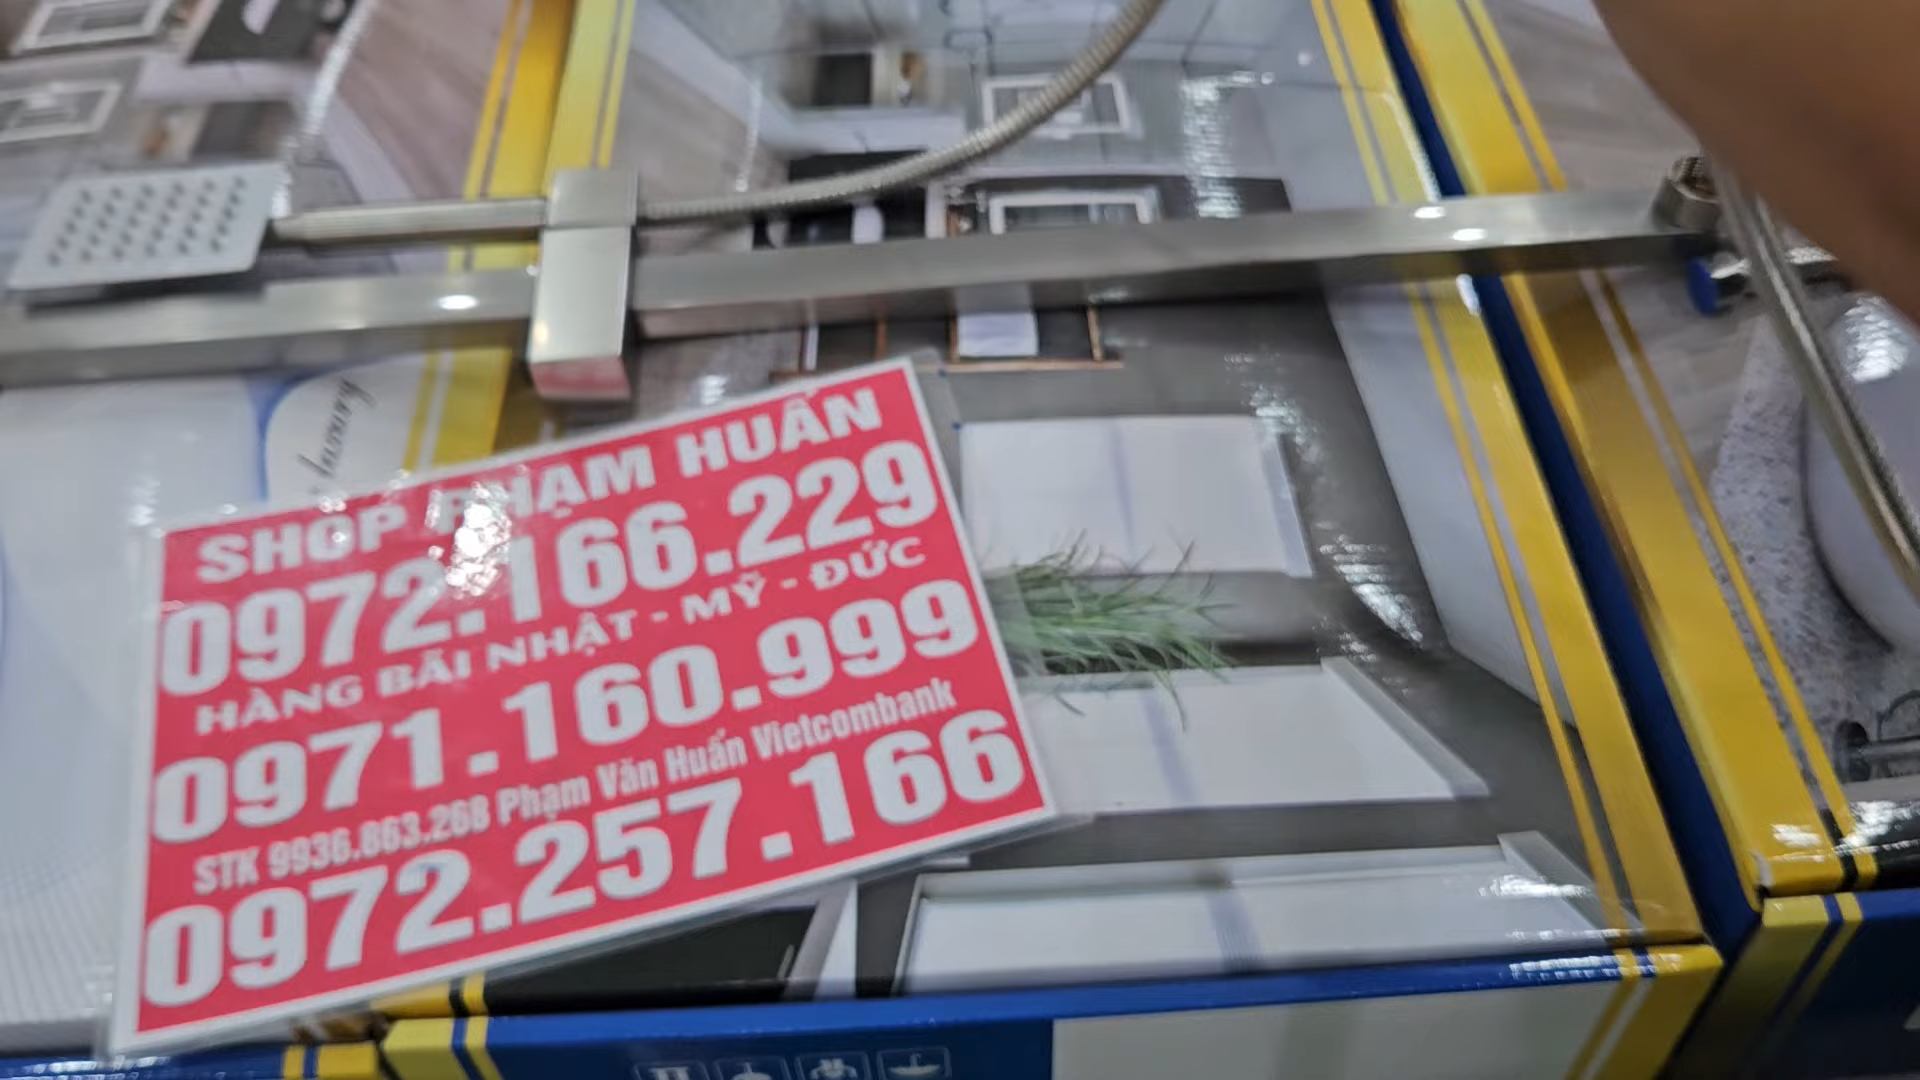 luxury
SHOP PHẠM HUẤN
0972.166.229
HÀNG BÃI NHẬT - MỸ - ĐỨC
0971.160.999
STK 9936.863.268 Phạm Văn Huấn Vietcombank
0972.257.166